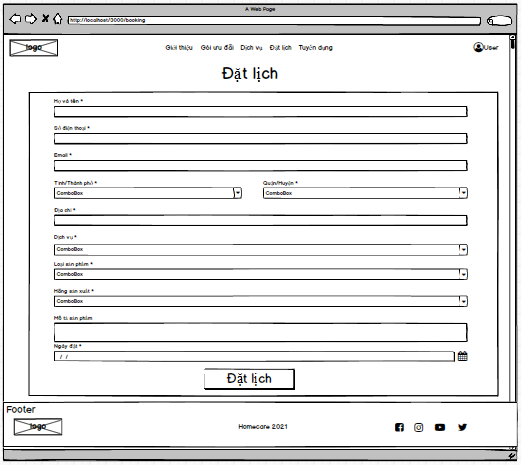 A Web Page
http://localhost/3000/booking
logo
Giới thiệu Gói ưu đãi Dịch vụ Đặt lịch Tuyển dụng
User
Đặt lịch
Họ và tên *
Số điện thoại *
Email *
Tỉnh/Thành phố * Quận/Huyện *
ComboBox ComboBox
Địa chỉ *
Dịch vụ *
ComboBox
Loại sản phẩm *
ComboBox
Hãng sản xuất *
ComboBox
Mô tả sản phẩm
Ngày đặt *
/ /
Đặt lịch
Footer
logo
Homecare 2021